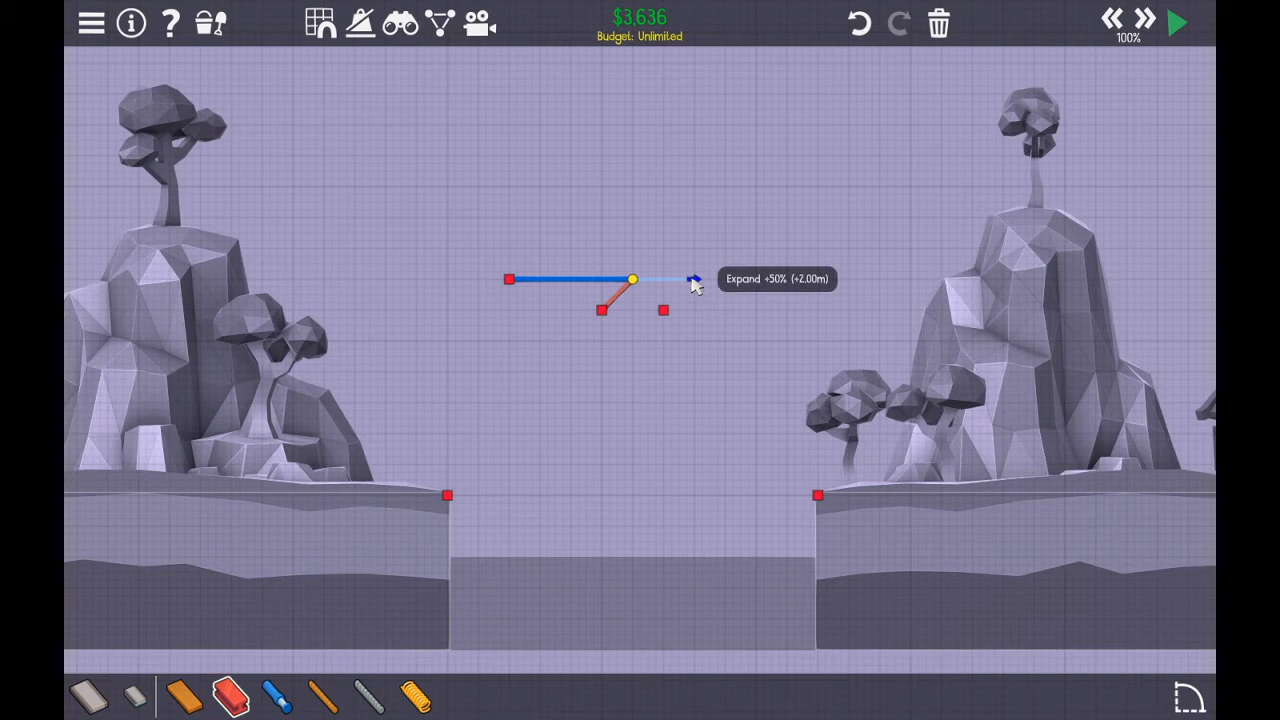 $3,636
Budget: Unlimited
100%
Expand +50% (+2.00m)